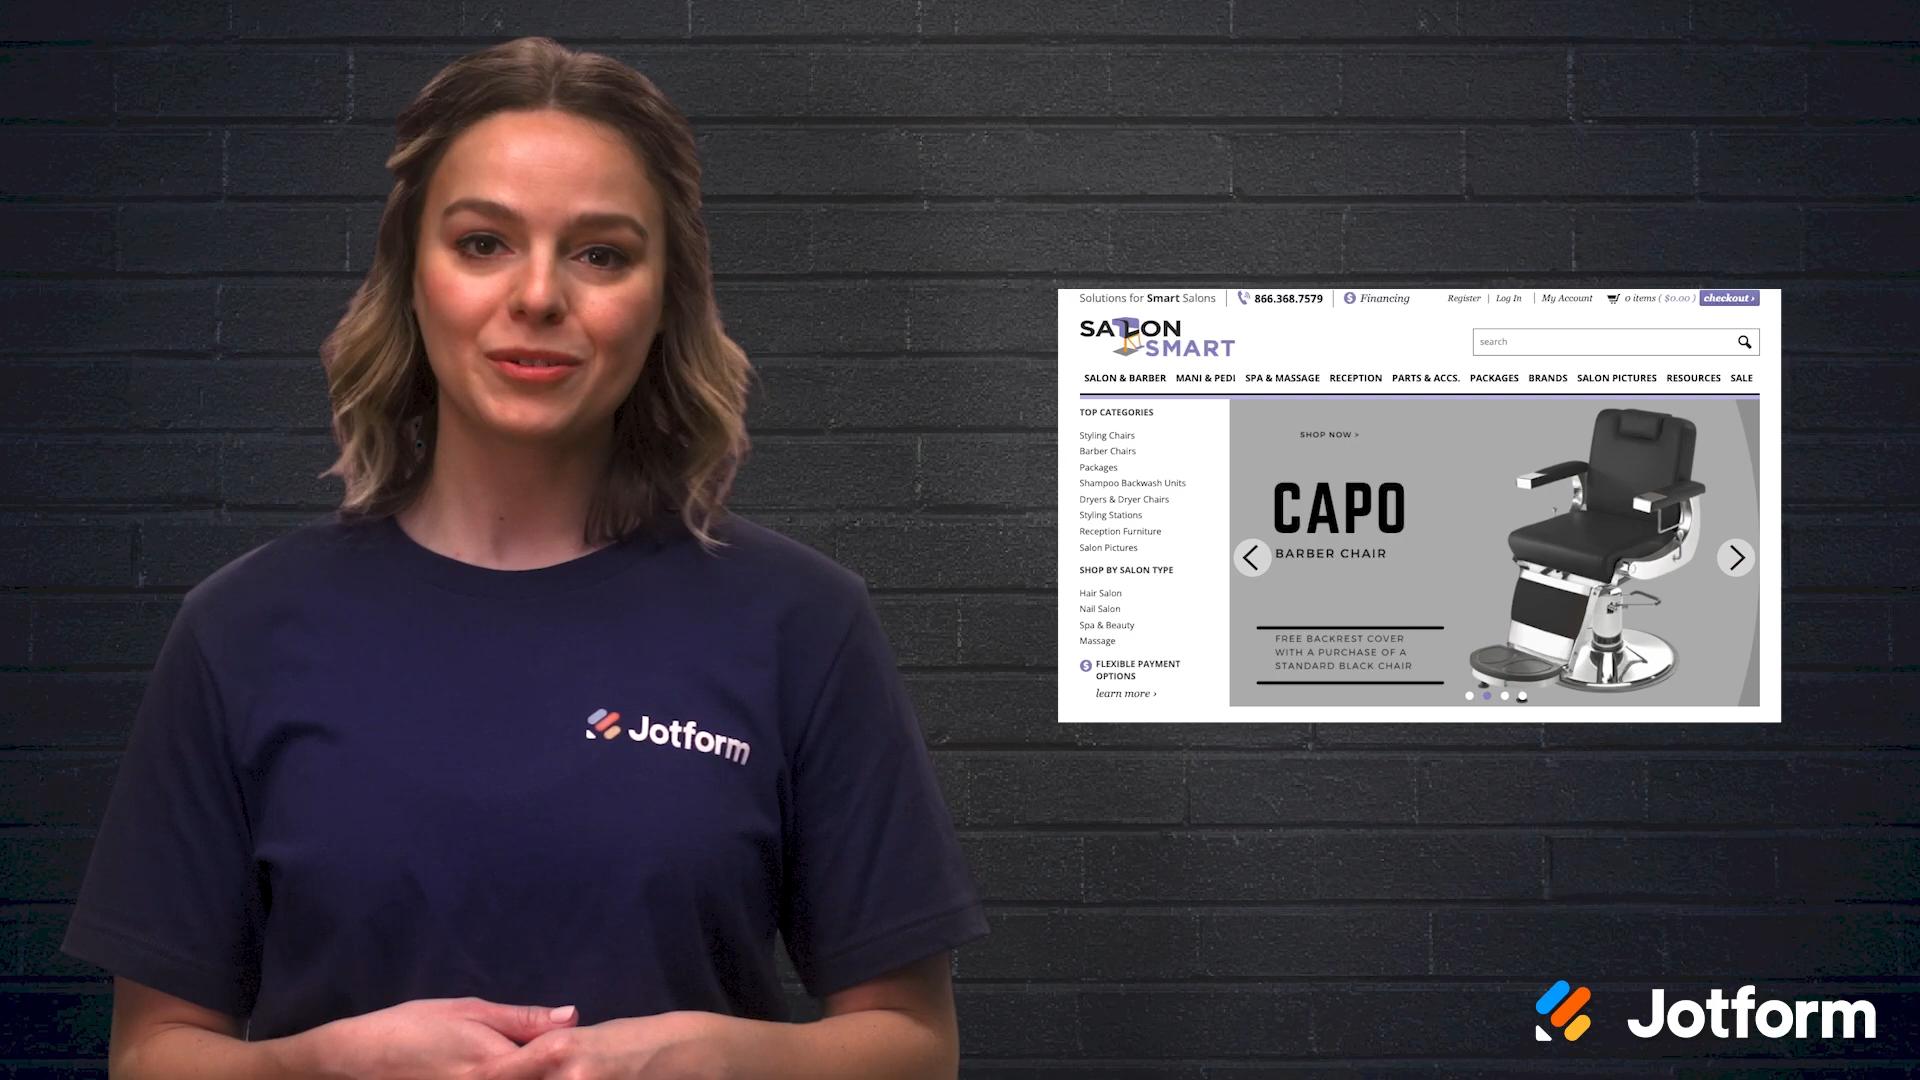 Solutions for Smart Salons
866.368.7579
Financing
Register
Log In
My Account
0 items ( $0.00 )
checkout ›
SALON
SMART
search
SALON & BARBER MANI & PEDI SPA & MASSAGE RECEPTION PARTS & ACCS. PACKAGES BRANDS SALON PICTURES RESOURCES SALE
TOP CATEGORIES
Styling Chairs
Barber Chairs
Packages
Shampoo Backwash Units
Dryers & Dryer Chairs
Styling Stations
Reception Furniture
Salon Pictures
SHOP BY SALON TYPE
Hair Salon
Nail Salon
Spa & Beauty
Massage
FLEXIBLE PAYMENT
OPTIONS
learn more ›
SHOP NOW >
CAPO
BARBER CHAIR
FREE BACKREST COVER
WITH A PURCHASE OF A
STANDARD BLACK CHAIR
Jotform
Jotform